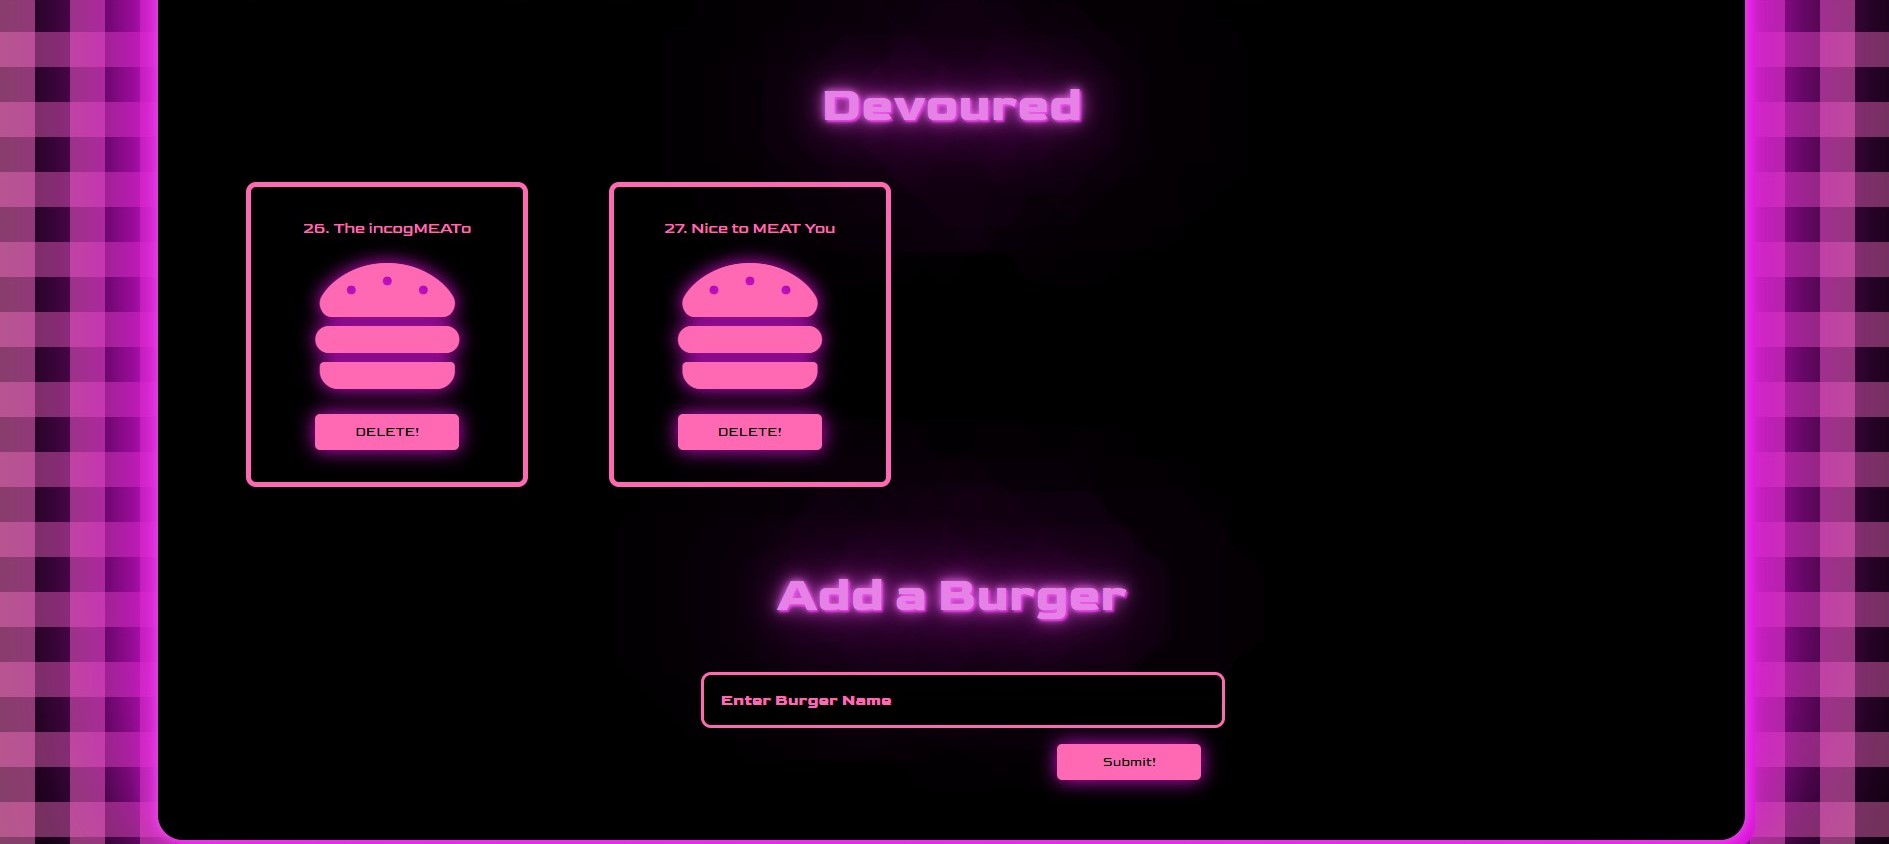 Devoured
26. The incogMEATo
27. Nice to MEAT You
DELETE!
DELETE!
Add a Burger
Enter Burger Name
Submit!